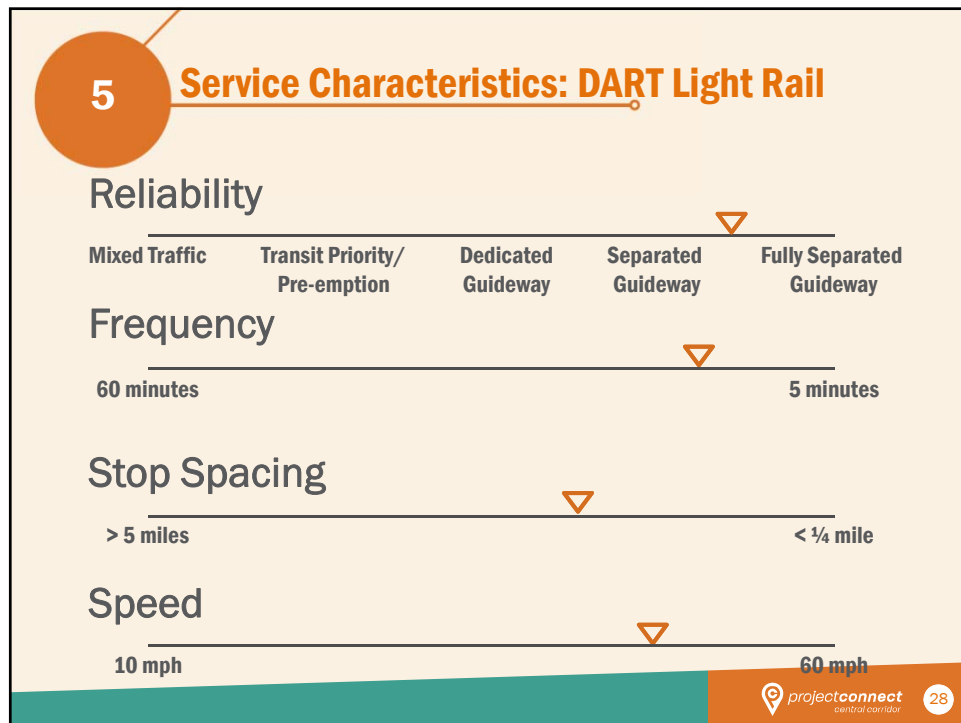 5
Service Characteristics: DART Light Rail
Reliability
Mixed Traffic
Transit Priority/
Pre-emption
Dedicated
Guideway
Separated
Guideway
Fully Separated
Guideway
Frequency
60 minutes
5 minutes
Stop Spacing
> 5 miles
< ¼ mile
Speed
10 mph
60 mph
projectconnect
central corridor
28